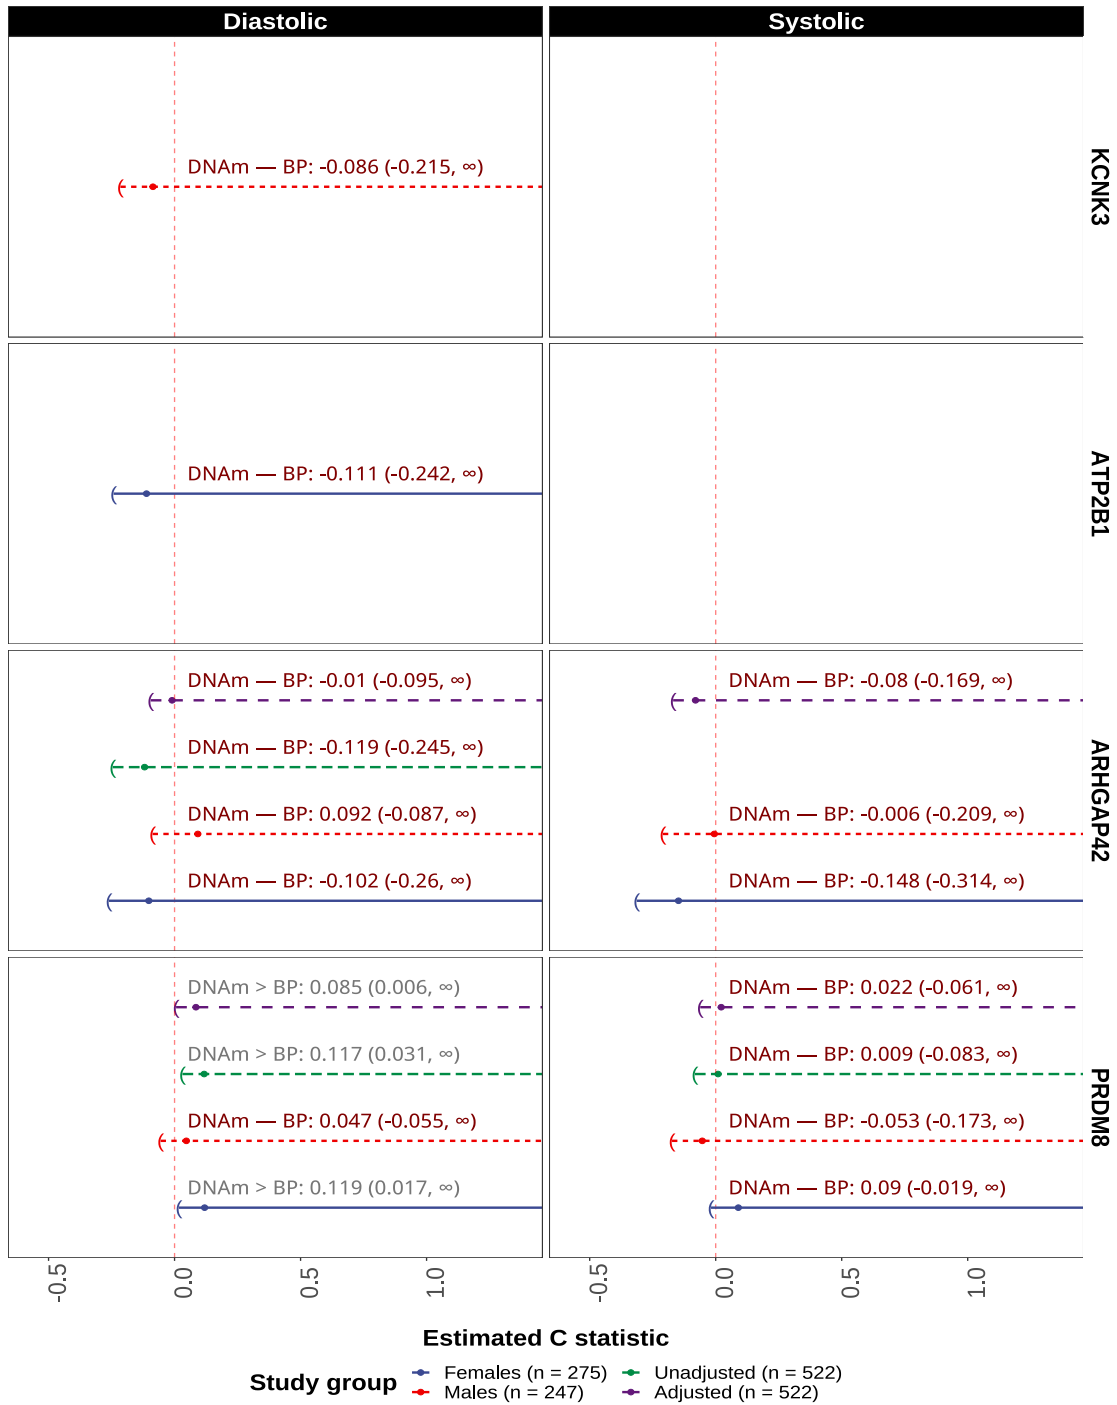 Diastolic
Systolic
KCNK3
DNAm — BP: -0.086 (-0.215, ∞)
ATP2B1
DNAm — BP: -0.111 (-0.242, ∞)
ARHGAP42
DNAm — BP: -0.01 (-0.095, ∞)
DNAm — BP: -0.08 (-0.169, ∞)
DNAm — BP: -0.119 (-0.245, ∞)
DNAm — BP: 0.092 (-0.087, ∞)
DNAm — BP: -0.006 (-0.209, ∞)
DNAm — BP: -0.102 (-0.26, ∞)
DNAm — BP: -0.148 (-0.314, ∞)
PRDM8
DNAm > BP: 0.085 (0.006, ∞)
DNAm — BP: 0.022 (-0.061, ∞)
DNAm > BP: 0.117 (0.031, ∞)
DNAm — BP: 0.009 (-0.083, ∞)
DNAm — BP: 0.047 (-0.055, ∞)
DNAm — BP: -0.053 (-0.173, ∞)
DNAm > BP: 0.119 (0.017, ∞)
DNAm — BP: 0.09 (-0.019, ∞)
-0.5 0.0 0.5 1.0
-0.5 0.0 0.5 1.0
Estimated C statistic
Study group
Females (n = 275)
Unadjusted (n = 522)
Males (n = 247)
Adjusted (n = 522)